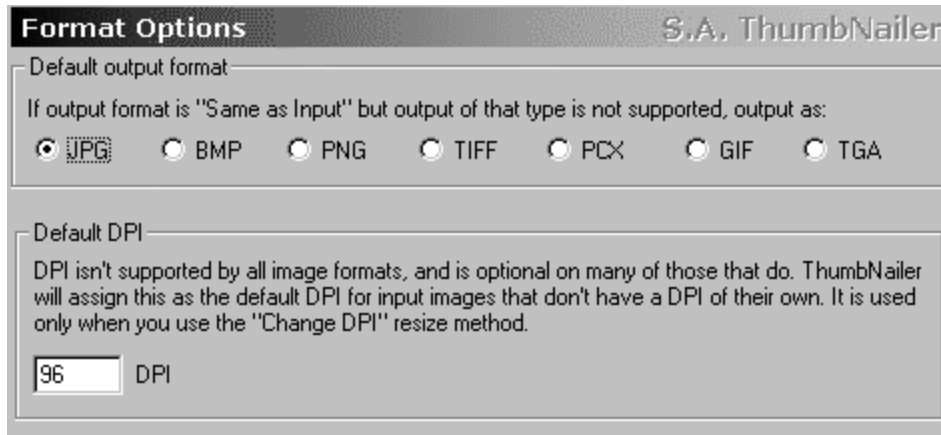 Format Options S.A. ThumbNailer
Default output format
If output format is "Same as Input" but output of that type is not supported, output as:
JPG BMP PNG TIFF PCX GIF TGA
Default DPI
DPI isn't supported by all image formats, and is optional on many of those that do. ThumbNailer
will assign this as the default DPI for input images that don't have a DPI of their own. It is used
only when you use the "Change DPI" resize method.
96 DPI